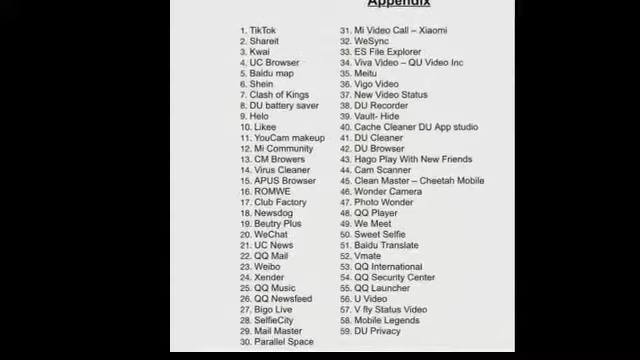 Appendix
1. TikTok
2. Shareit
3. Kwai
4. UC Browser
5. Baidu map
6. Shein
7. Clash of Kings
8. DU battery saver
9. Helo
10. Likee
11. YouCam makeup
12. Mi Community
13. CM Browers
14. Virus Cleaner
15. APUS Browser
16. ROMWE
17. Club Factory
18. Newsdog
19. Beutry Plus
20. WeChat
21. UC News
22. QQ Mail
23. Weibo
24. Xender
25. QQ Music
26. QQ Newsfeed
27. Bigo Live
28. SelfieCity
29. Mail Master
30. Parallel Space
31. Mi Video Call – Xiaomi
32. WeSync
33. ES File Explorer
34. Viva Video – QU Video Inc
35. Meitu
36. Vigo Video
37. New Video Status
38. DU Recorder
39. Vault- Hide
40. Cache Cleaner DU App studio
41. DU Cleaner
42. DU Browser
43. Hago Play With New Friends
44. Cam Scanner
45. Clean Master – Cheetah Mobile
46. Wonder Camera
47. Photo Wonder
48. QQ Player
49. We Meet
50. Sweet Selfie
51. Baidu Translate
52. Vmate
53. QQ International
54. QQ Security Center
55. QQ Launcher
56. U Video
57. V fly Status Video
58. Mobile Legends
59. DU Privacy